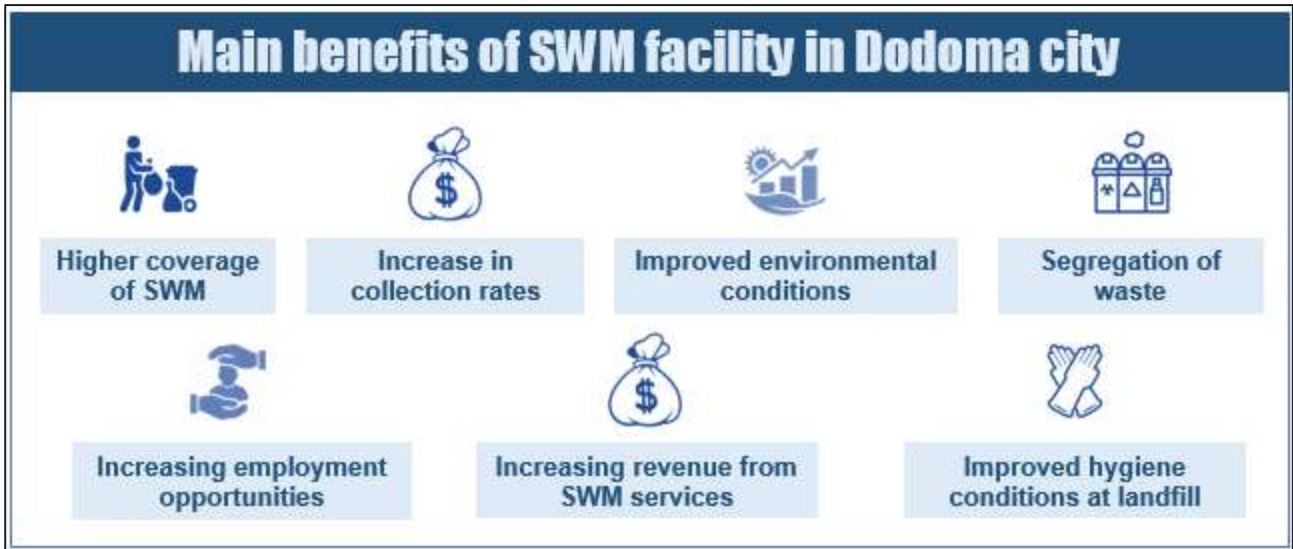 Main benefits of SWM facility in Dodoma city
$
Higher coverage
of SWM
Increase in
collection rates
Improved environmental
conditions
Segregation of
waste
$
Increasing employment
opportunities
Increasing revenue from
SWM services
Improved hygiene
conditions at landfill